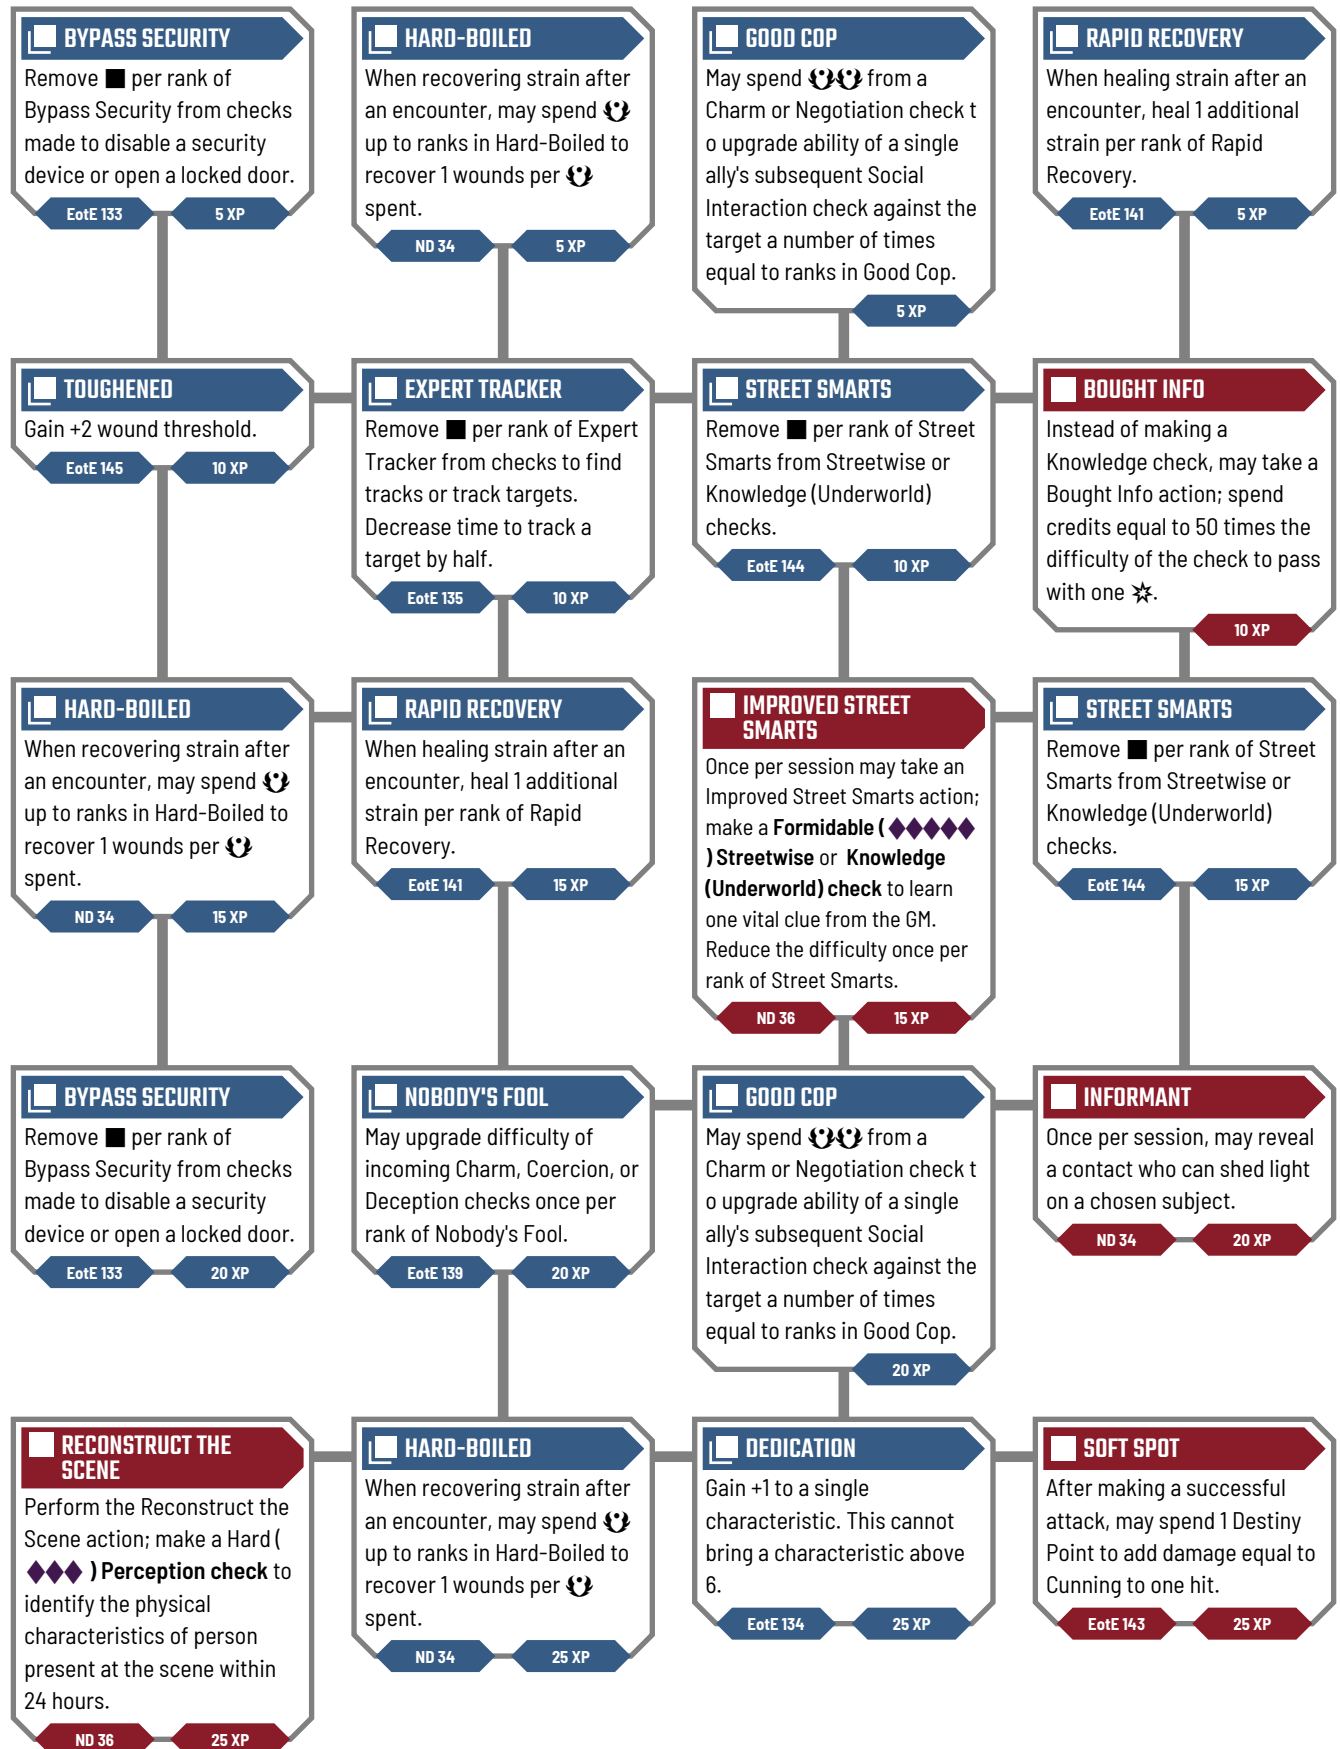 BYPASS SECURITY
Remove ■ per rank of
Bypass Security from checks
made to disable a security
device or open a locked door.
EotE 133
5 XP
HARD-BOILED
When recovering strain after
an encounter, may spend
up to ranks in Hard-Boiled to
recover 1 wounds per
spent.
ND 34
5 XP
GOOD COP
May spend from a
Charm or Negotiation check t
o upgrade ability of a single
ally's subsequent Social
Interaction check against the
target a number of times
equal to ranks in Good Cop.
5 XP
RAPID RECOVERY
When healing strain after an
encounter, heal 1 additional
strain per rank of Rapid
Recovery.
EotE 141
5 XP
TOUGHENED
Gain +2 wound threshold.
EotE 145
10 XP
EXPERT TRACKER
Remove ■ per rank of Expert
Tracker from checks to find
tracks or track targets.
Decrease time to track a
target by half.
EotE 135
10 XP
STREET SMARTS
Remove ■ per rank of Street
Smarts from Streetwise or
Knowledge (Underworld)
checks.
EotE 144
10 XP
BOUGHT INFO
Instead of making a
Knowledge check, may take a
Bought Info action; spend
credits equal to 50 times the
difficulty of the check to pass
with one .
10 XP
HARD-BOILED
When recovering strain after
an encounter, may spend
up to ranks in Hard-Boiled to
recover 1 wounds per
spent.
ND 34
15 XP
RAPID RECOVERY
When healing strain after an
encounter, heal 1 additional
strain per rank of Rapid
Recovery.
EotE 141
15 XP
IMPROVED STREET
SMARTS
Once per session may take an
Improved Street Smarts action;
make a Formidable ( ◆◆◆◆◆
) Streetwise or Knowledge
(Underworld) check to learn
one vital clue from the GM.
Reduce the difficulty once per
rank of Street Smarts.
ND 36
15 XP
STREET SMARTS
Remove ■ per rank of Street
Smarts from Streetwise or
Knowledge (Underworld)
checks.
EotE 144
15 XP
BYPASS SECURITY
Remove ■ per rank of
Bypass Security from checks
made to disable a security
device or open a locked door.
EotE 133
20 XP
NOBODY'S FOOL
May upgrade difficulty of
incoming Charm, Coercion, or
Deception checks once per
rank of Nobody's Fool.
EotE 139
20 XP
GOOD COP
May spend from a
Charm or Negotiation check t
o upgrade ability of a single
ally's subsequent Social
Interaction check against the
target a number of times
equal to ranks in Good Cop.
20 XP
INFORMANT
Once per session, may reveal
a contact who can shed light
on a chosen subject.
ND 34
20 XP
RECONSTRUCT THE
SCENE
Perform the Reconstruct the
Scene action; make a Hard (
◆◆◆ ) Perception check to
identify the physical
characteristics of person
present at the scene within
24 hours.
ND 36
25 XP
HARD-BOILED
When recovering strain after
an encounter, may spend
up to ranks in Hard-Boiled to
recover 1 wounds per
spent.
ND 34
25 XP
DEDICATION
Gain +1 to a single
characteristic. This cannot
bring a characteristic above
6.
EotE 134
25 XP
SOFT SPOT
After making a successful
attack, may spend 1 Destiny
Point to add damage equal to
Cunning to one hit.
EotE 143
25 XP